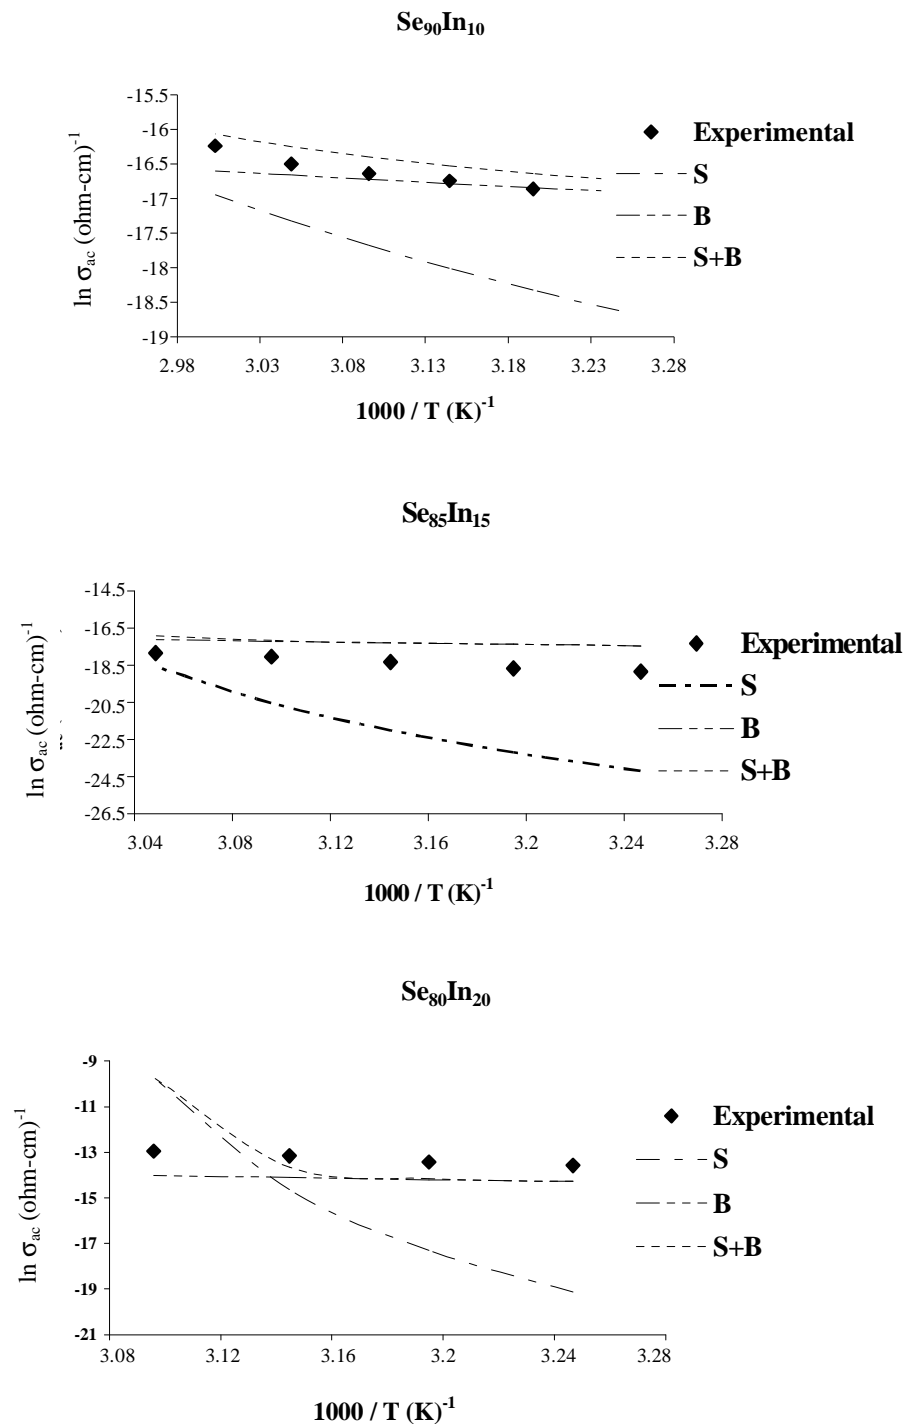 Se₉₀In₁₀
-15.5
-16
-16.5
-17
-17.5
-18
-18.5
-19
ln σac (ohm-cm)⁻¹
2.98 3.03 3.08 3.13 3.18 3.23 3.28
1000 / T (K)⁻¹
Experimental
S
B
S+B
Se₈₅In₁₅
-14.5
-16.5
-18.5
-20.5
-22.5
-24.5
-26.5
ln σac (ohm-cm)⁻¹
3.04 3.08 3.12 3.16 3.2 3.24 3.28
1000 / T (K)⁻¹
Experimental
S
B
S+B
Se₈₀In₂₀
-9
-11
-13
-15
-17
-19
-21
ln σac (ohm-cm)⁻¹
3.08 3.12 3.16 3.2 3.24 3.28
1000 / T (K)⁻¹
Experimental
S
B
S+B